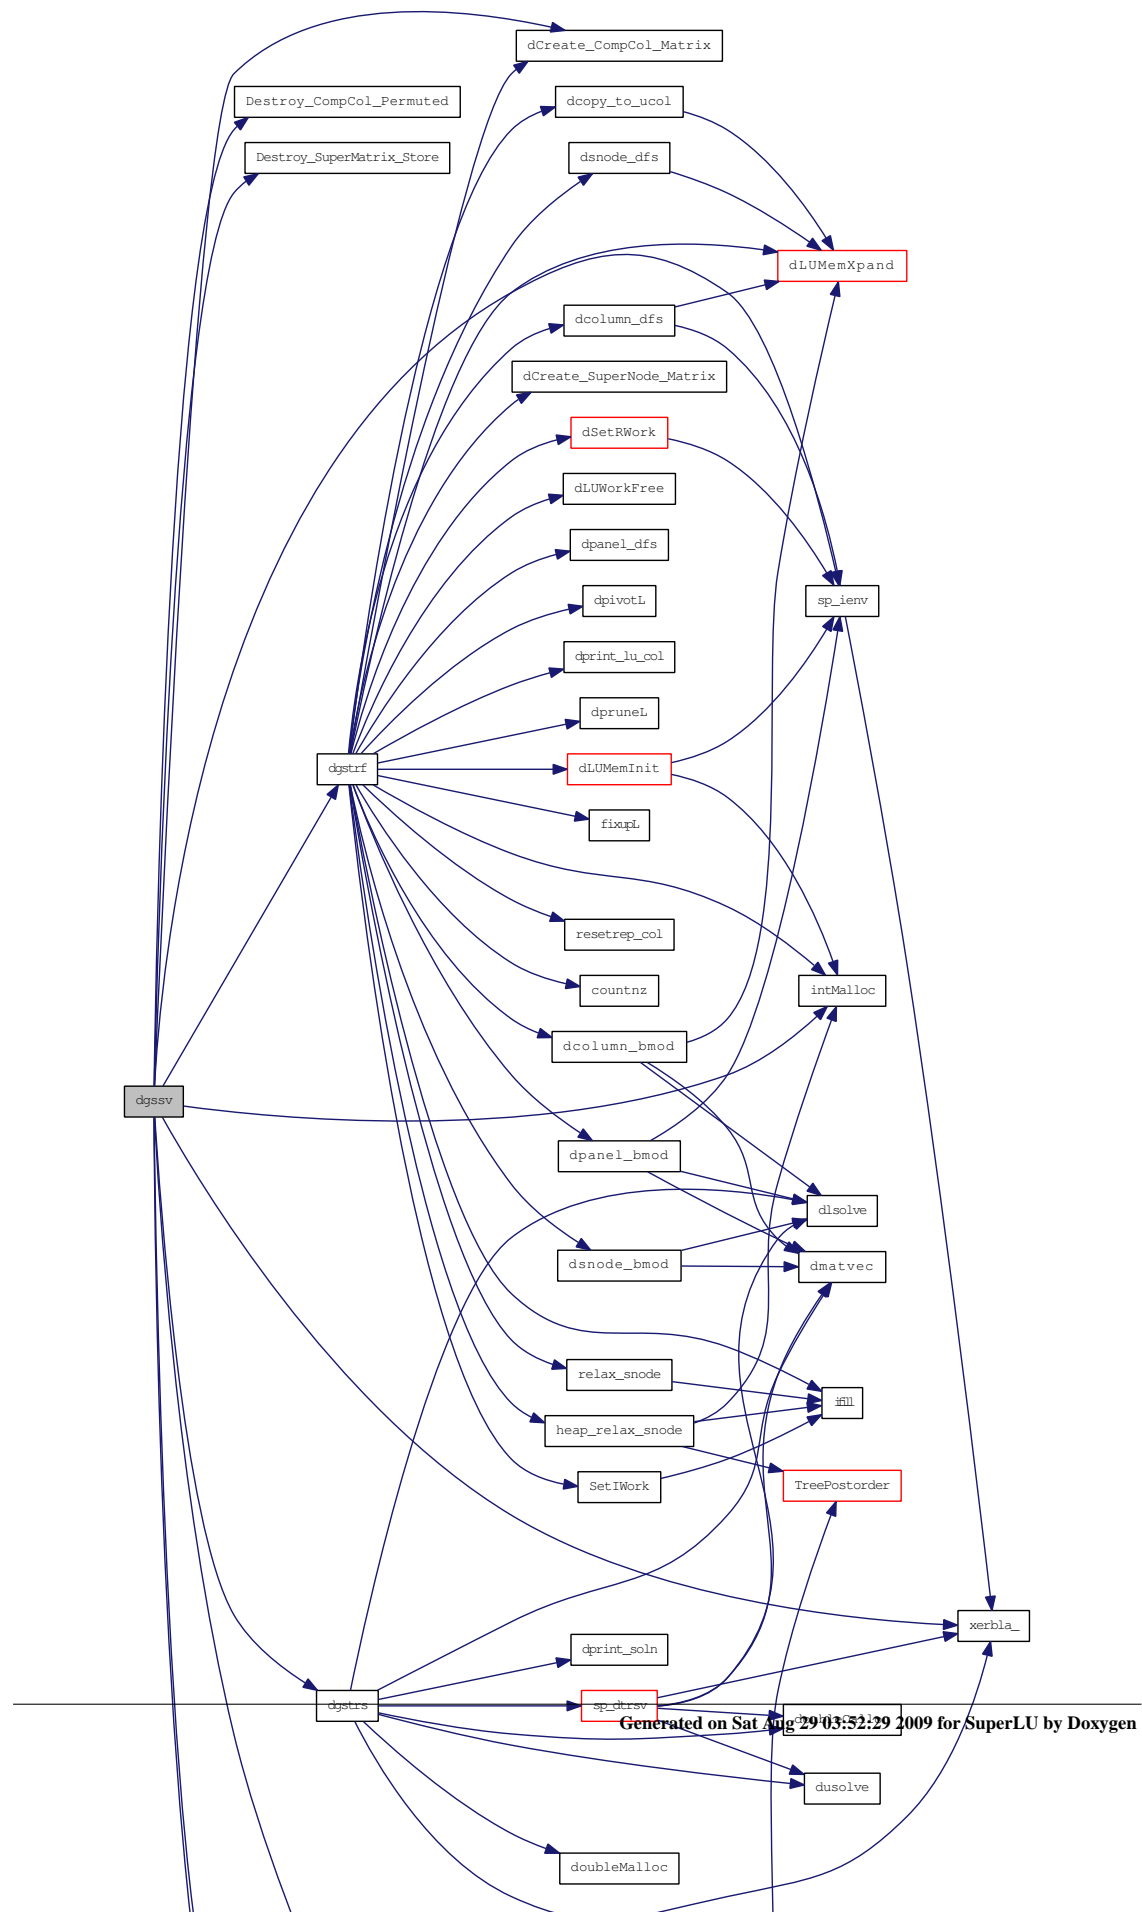 dCreate_CompCol_Matrix
Destroy_CompCol_Permuted
dcopy_to_ucol
Destroy_SuperMatrix_Store
dsnode_dfs
dLUMemXpand
dcolumn_dfs
dCreate_SuperNode_Matrix
dSetRWork
dLUWorkFree
dpanel_dfs
dpivotL
sp_ienv
dprint_lu_col
dpruneL
dgstrf
dLUMemInit
fixupL
resetrep_col
countnz
intMalloc
dcolumn_bmod
dgssv
dpanel_bmod
dlsolve
dsnode_bmod
dmatvec
relax_snode
ifill
heap_relax_snode
SetIWork
TreePostorder
xerbla_
dprint_soln
dgstrs
sp_dtrsv
Generated on Sat Aug 29 03:52:29 2009 for SuperLU by Doxygen
dusolve
doubleMalloc